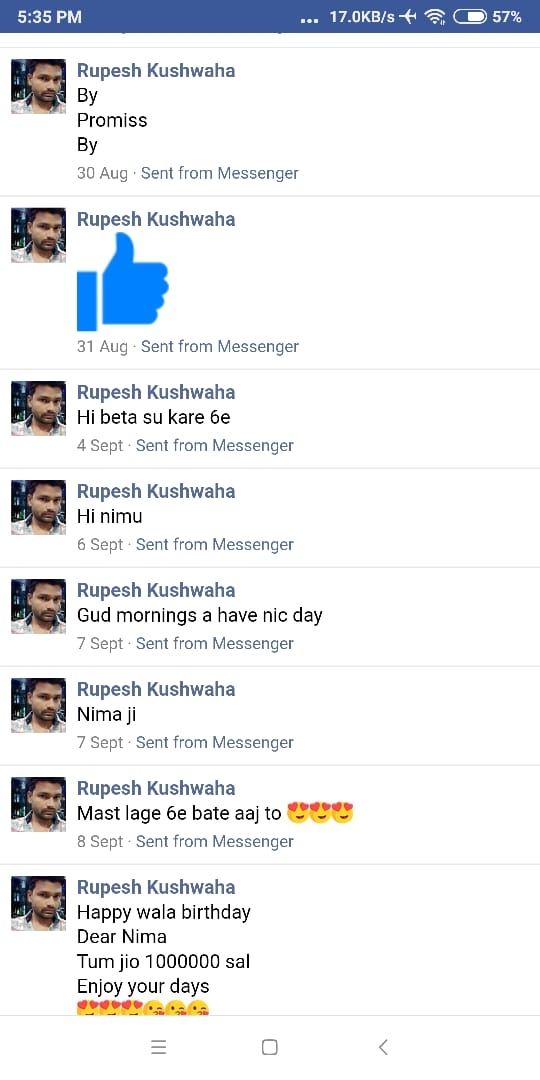 5:35 PM ... 17.0KB/s 57%
Rupesh Kushwaha
By
Promiss
By
30 Aug · Sent from Messenger
Rupesh Kushwaha
31 Aug · Sent from Messenger
Rupesh Kushwaha
Hi beta su kare 6e
4 Sept · Sent from Messenger
Rupesh Kushwaha
Hi nimu
6 Sept · Sent from Messenger
Rupesh Kushwaha
Gud mornings a have nic day
7 Sept · Sent from Messenger
Rupesh Kushwaha
Nima ji
7 Sept · Sent from Messenger
Rupesh Kushwaha
Mast lage 6e bate aaj to 😍😍😍
8 Sept · Sent from Messenger
Rupesh Kushwaha
Happy wala birthday
Dear Nima
Tum jio 1000000 sal
Enjoy your days
😍😍😍😘😘😘